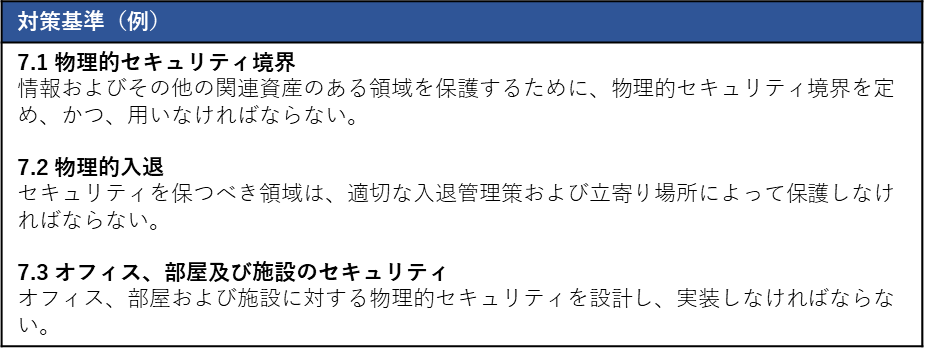 対策基準（例）
7.1 物理的セキュリティ境界
情報およびその他の関連資産のある領域を保護するために、物理的セキュリティ境界を定
め、かつ、用いなければならない。
7.2 物理的入退
セキュリティを保つべき領域は、適切な入退管理策および立寄り場所によって保護しなけ
ればならない。
7.3 オフィス、部屋及び施設のセキュリティ
オフィス、部屋および施設に対する物理的セキュリティを設計し、実装しなければならな
い。